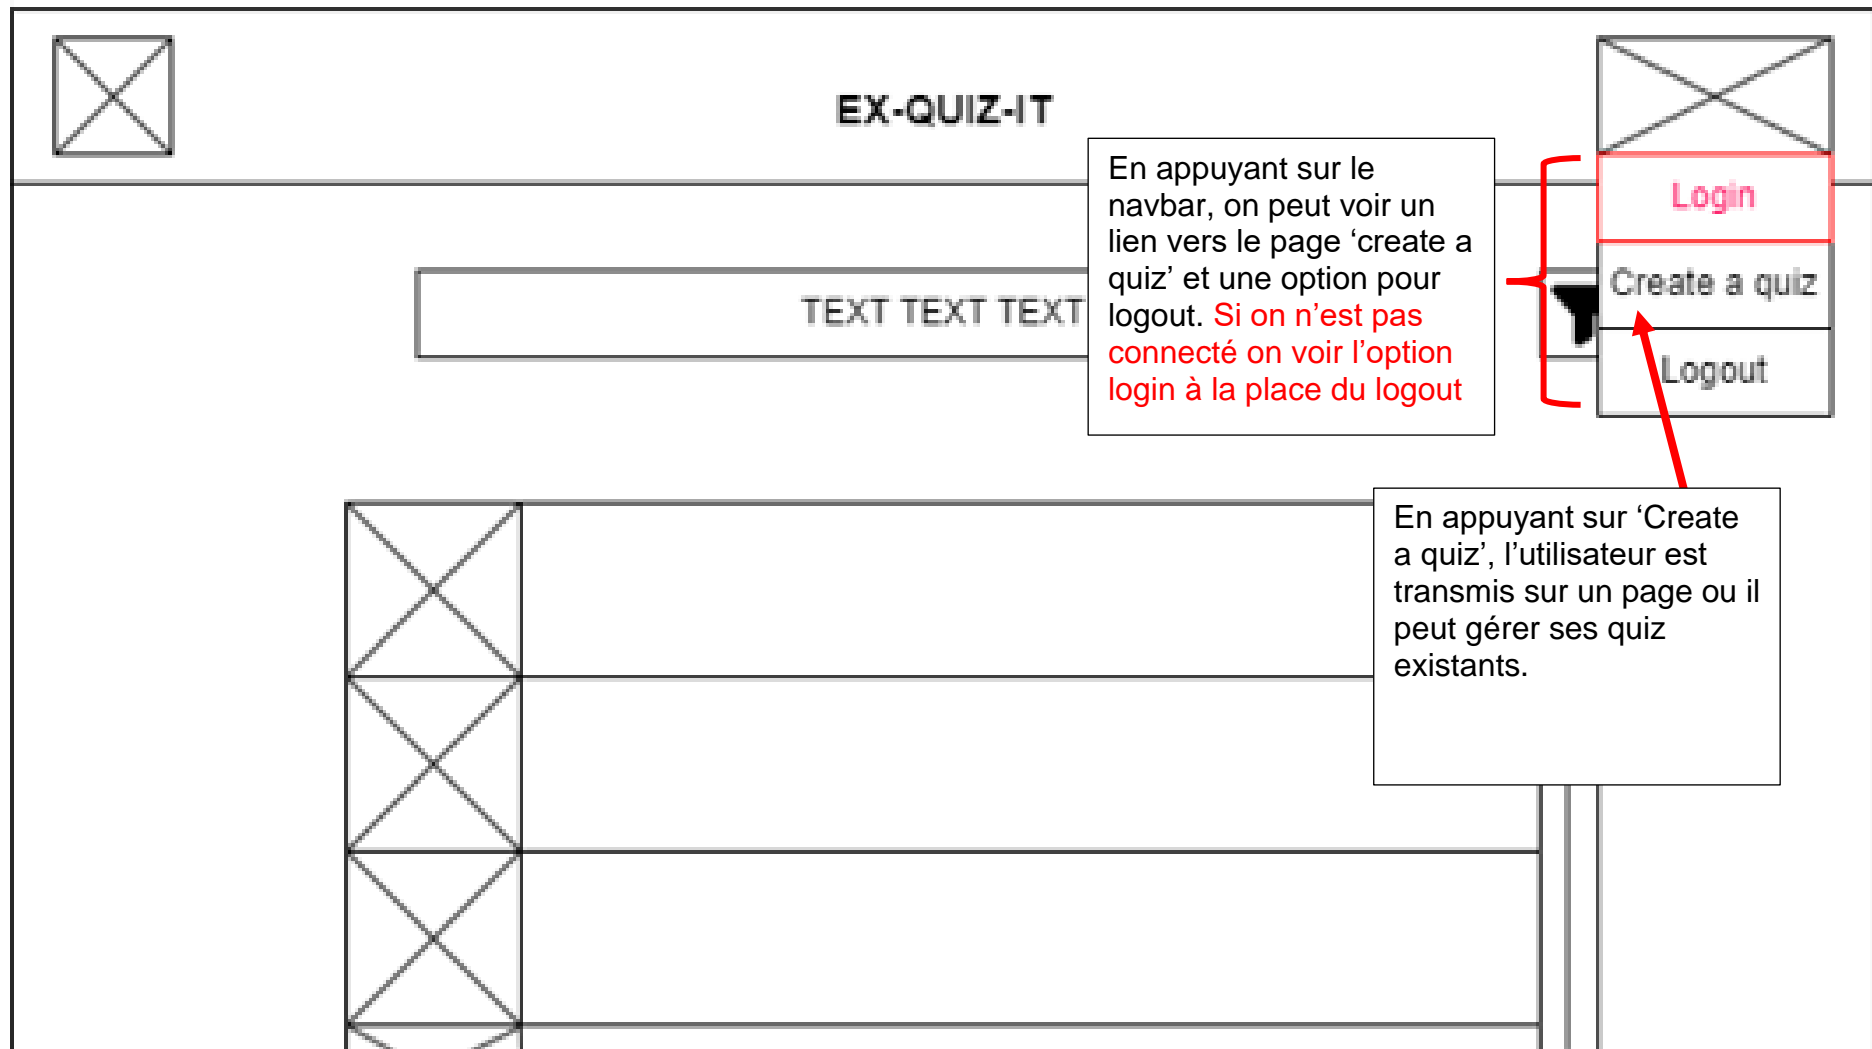 EX-QUIZ-IT
En appuyant sur le
navbar, on peut voir un
lien vers le page ‘create a
quiz’ et une option pour
logout. Si on n’est pas
connecté on voir l’option
login à la place du logout
Login
Create a quiz
Logout
TEXT TEXT TEXT
En appuyant sur ‘Create
a quiz’, l’utilisateur est
transmis sur un page ou il
peut gérer ses quiz
existants.